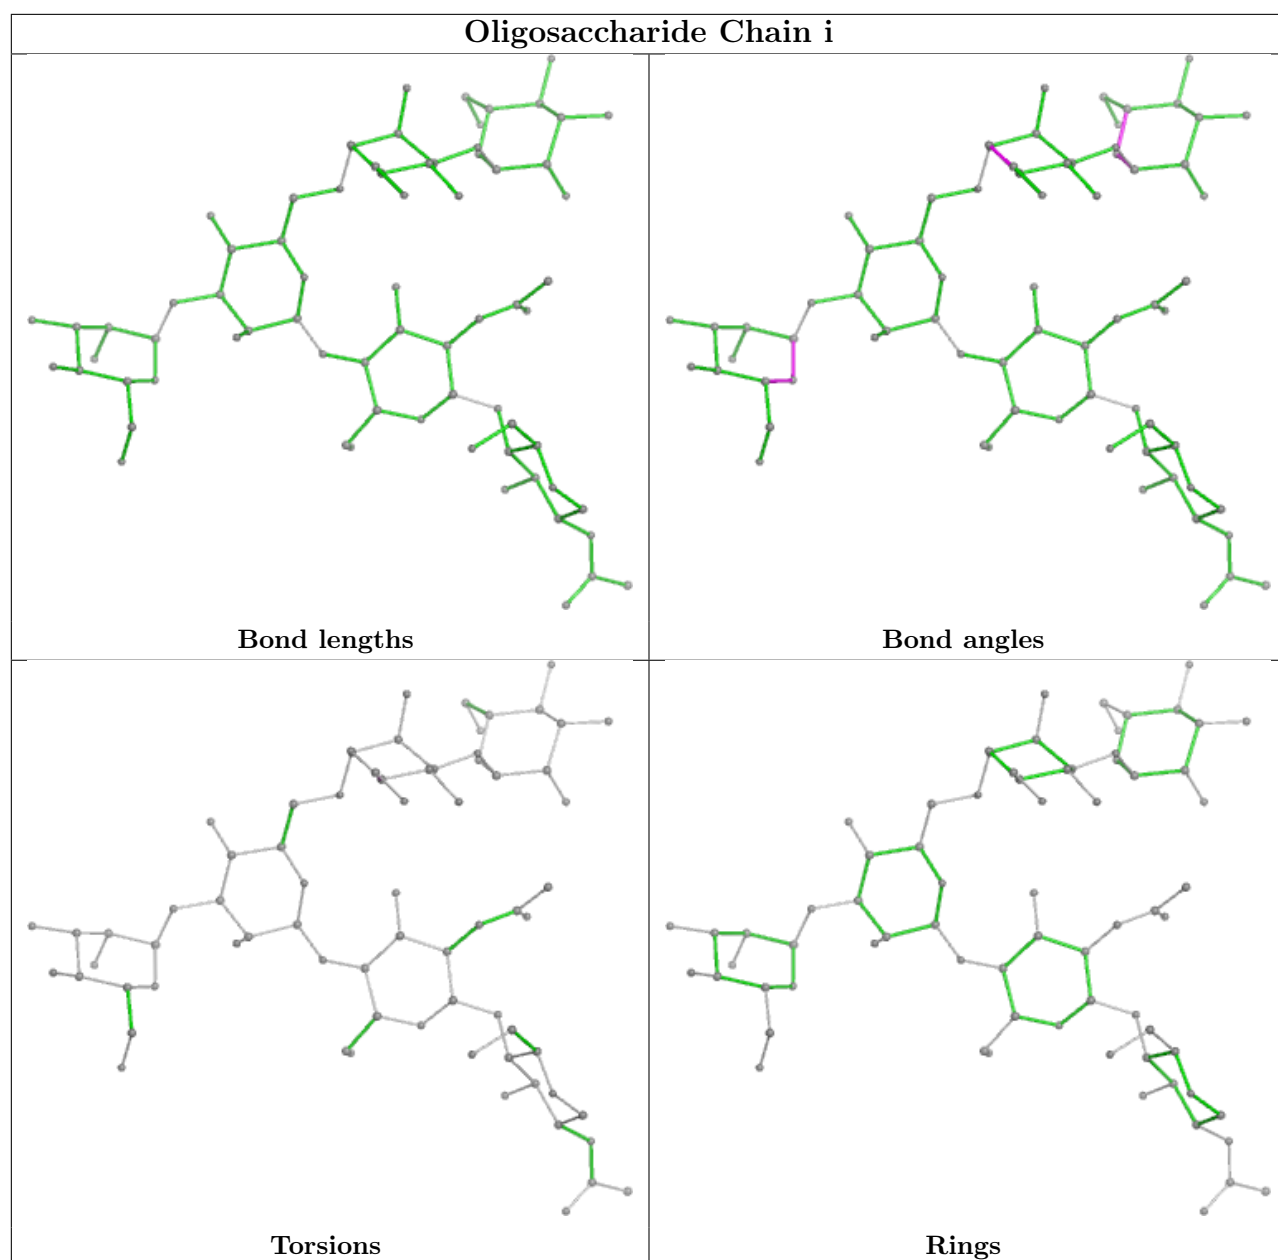 Oligosaccharide Chain i
Bond lengths
Bond angles
Torsions
Rings